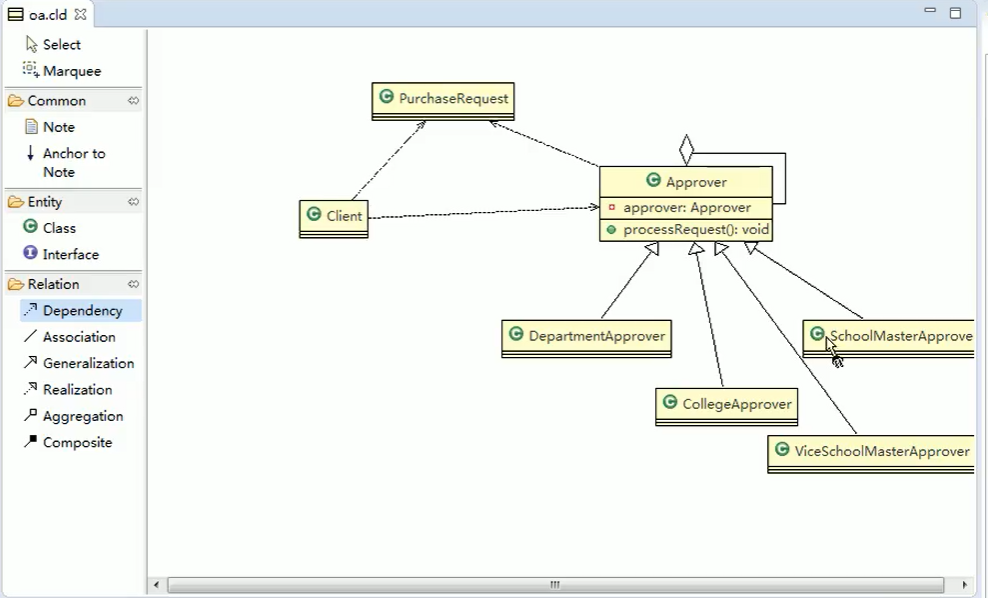 oa.cld
Select
Marquee
Common
Note
Anchor to
Note
Entity
Class
Interface
Relation
Dependency
Association
Generalization
Realization
Aggregation
Composite
PurchaseRequest
Client
Approver
approver: Approver
processRequest(): void
DepartmentApprover
SchoolMasterApprove
CollegeApprover
ViceSchoolMasterApprover